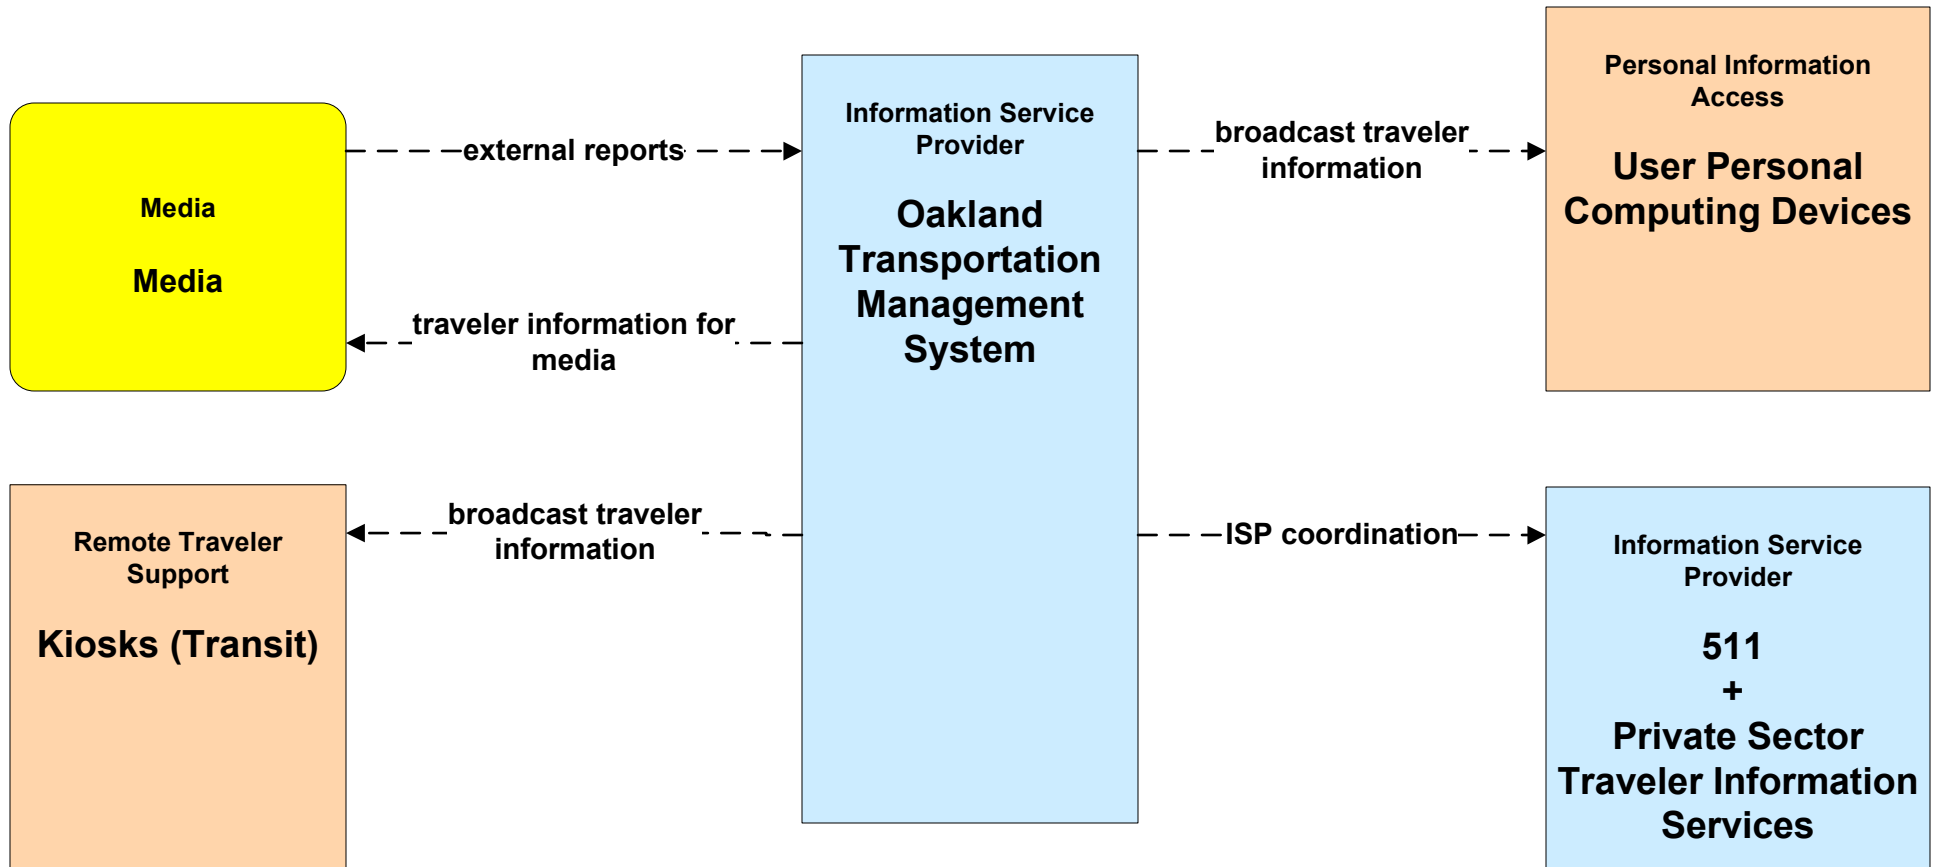 Media
Media
external reports
traveler information for
media
Information Service
Provider
Oakland
Transportation
Management
System
broadcast traveler
information
Personal Information
Access
User Personal
Computing Devices
Remote Traveler
Support
Kiosks (Transit)
broadcast traveler
information
ISP coordination
Information Service
Provider
511
+
Private Sector
Traveler Information
Services